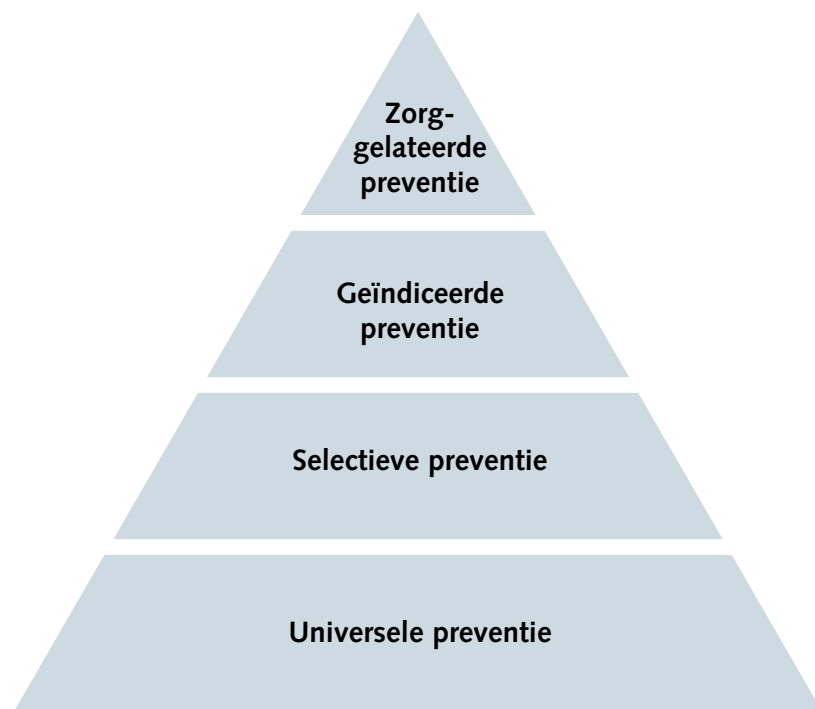 Zorg-
gelateerde
preventie
Geïndiceerde
preventie
Selectieve preventie
Universele preventie